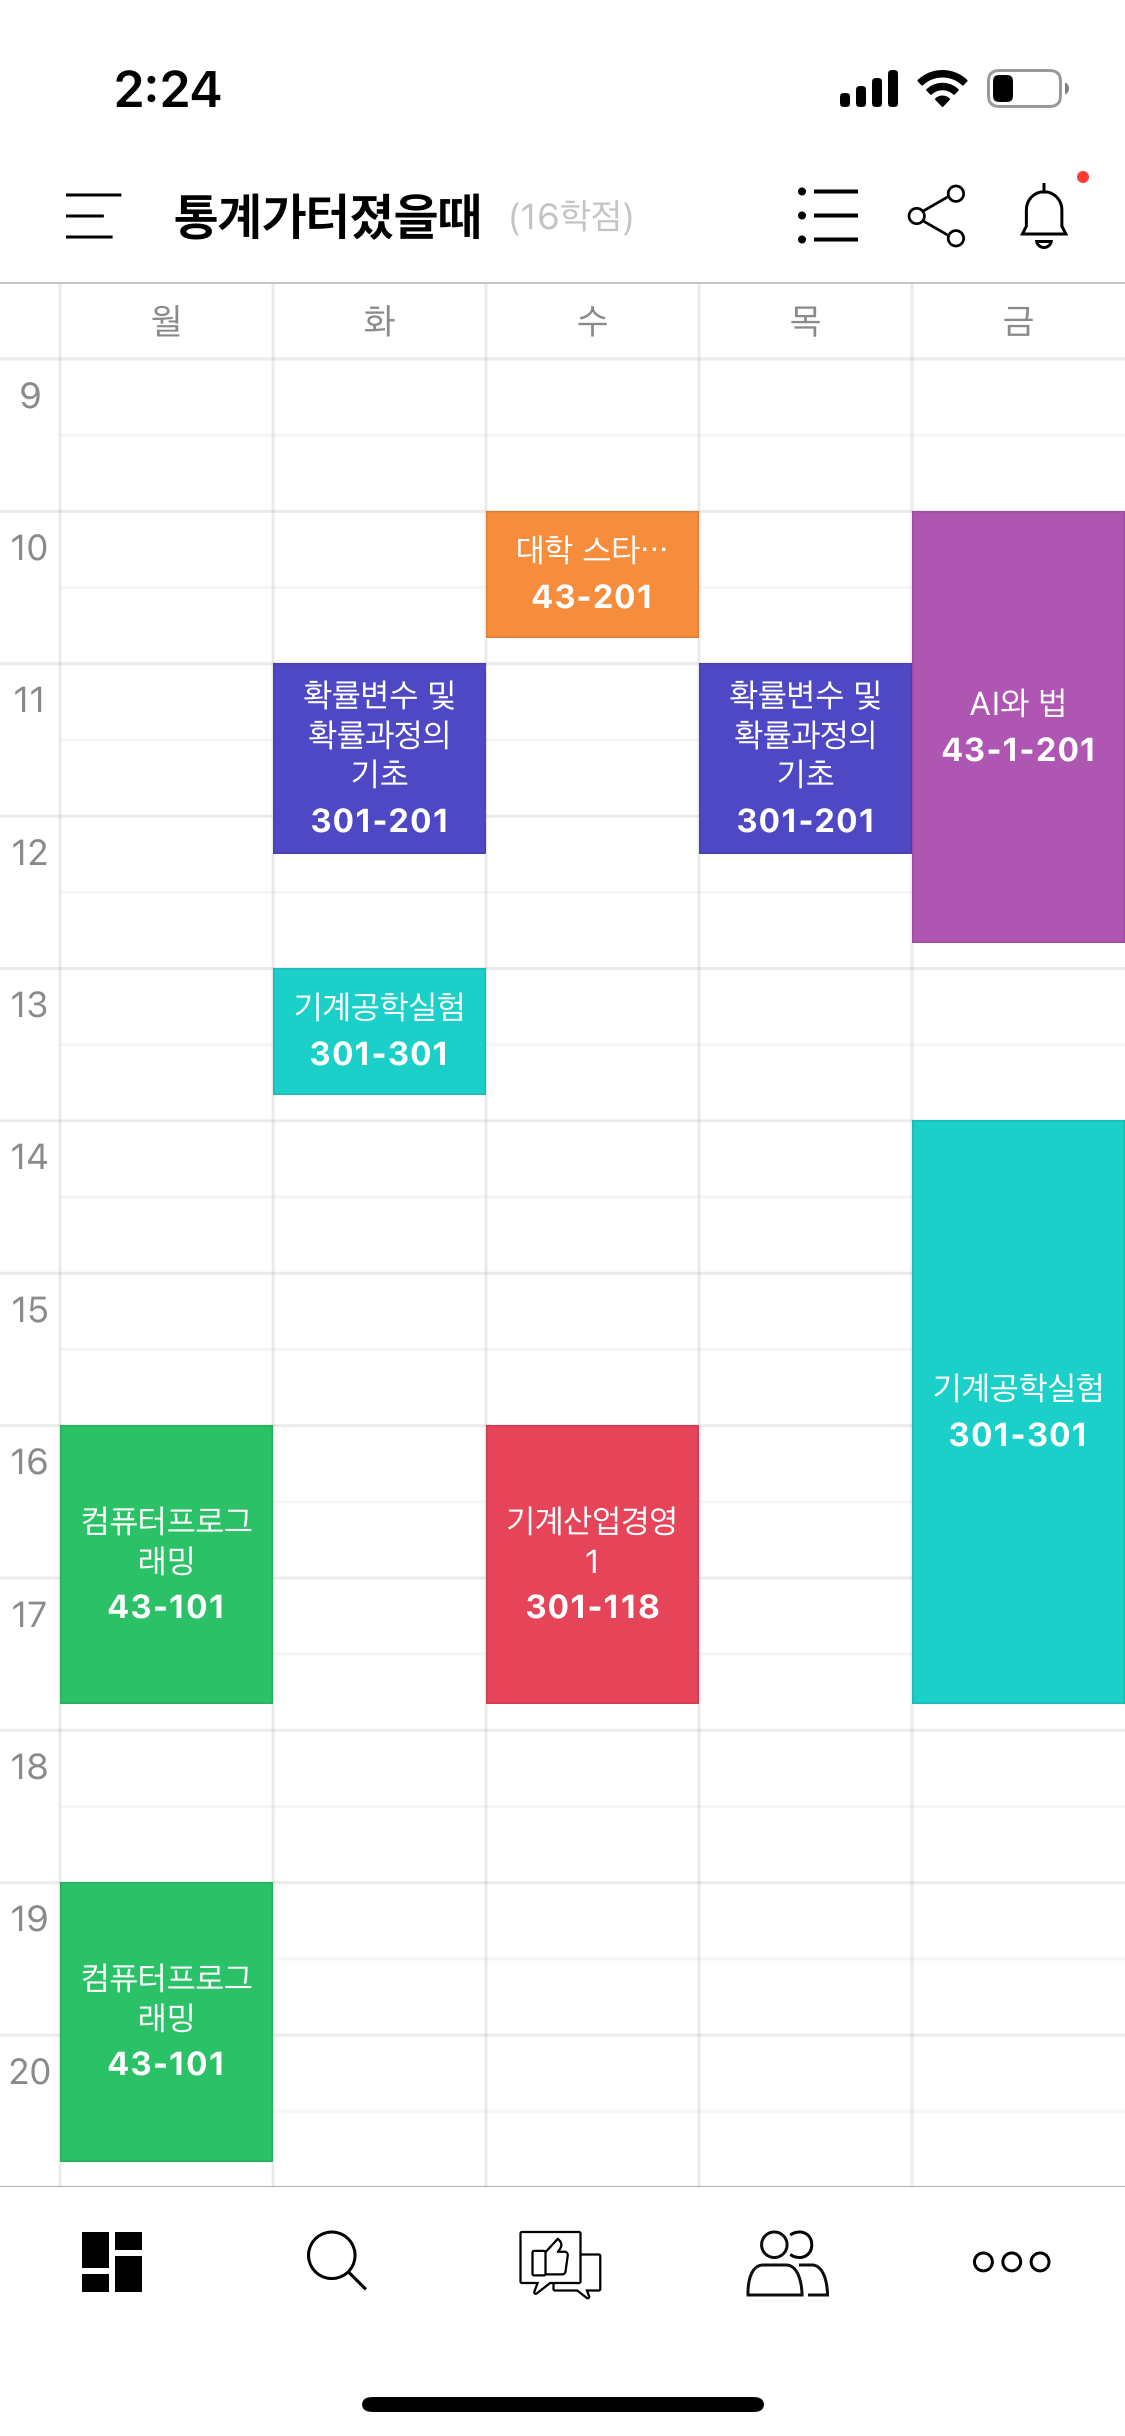 2:24
통계가터졌을때 (16학점)
월 화 수 목 금
9
10
대학 스타…
43-201
11
확률변수 및
확률과정의
기초
301-201
확률변수 및
확률과정의
기초
301-201
AI와 법
43-1-201
12
13
기계공학실험
301-301
14
15
기계공학실험
301-301
16
컴퓨터프로그
래밍
43-101
기계산업경영
1
301-118
17
18
19
컴퓨터프로그
래밍
43-101
20